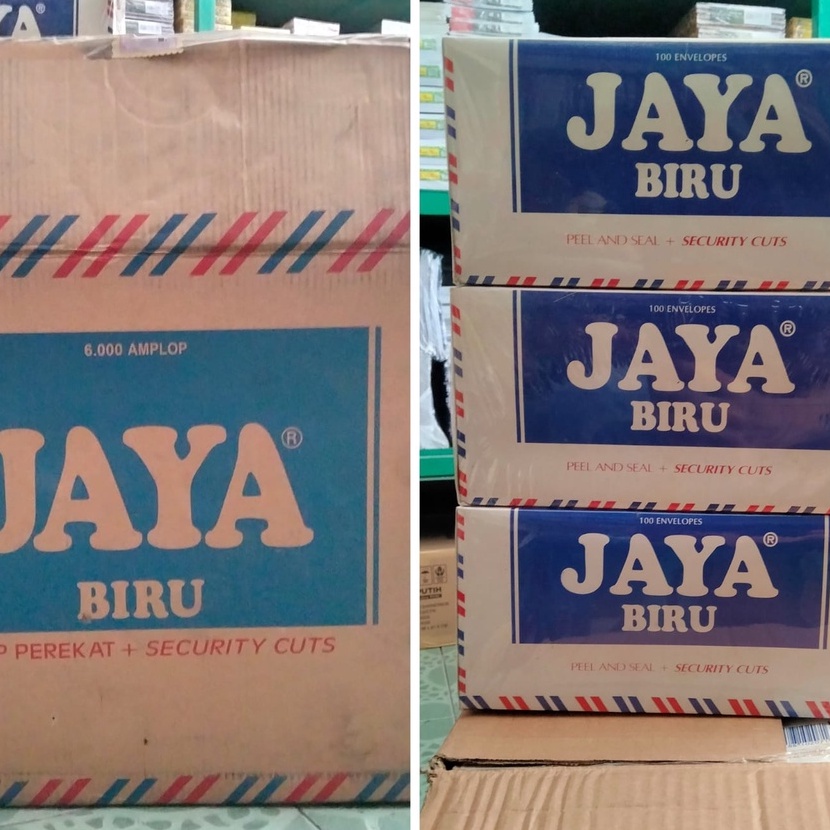 6.000 AMPLOP
JAYA®
BIRU
P PEREKAT + SECURITY CUTS
100 ENVELOPES
JAYA®
BIRU
PEEL AND SEAL + SECURITY CUTS
100 ENVELOPES
JAYA®
BIRU
PEEL AND SEAL + SECURITY CUTS
100 ENVELOPES
JAYA®
BIRU
PEEL AND SEAL + SECURITY CUTS